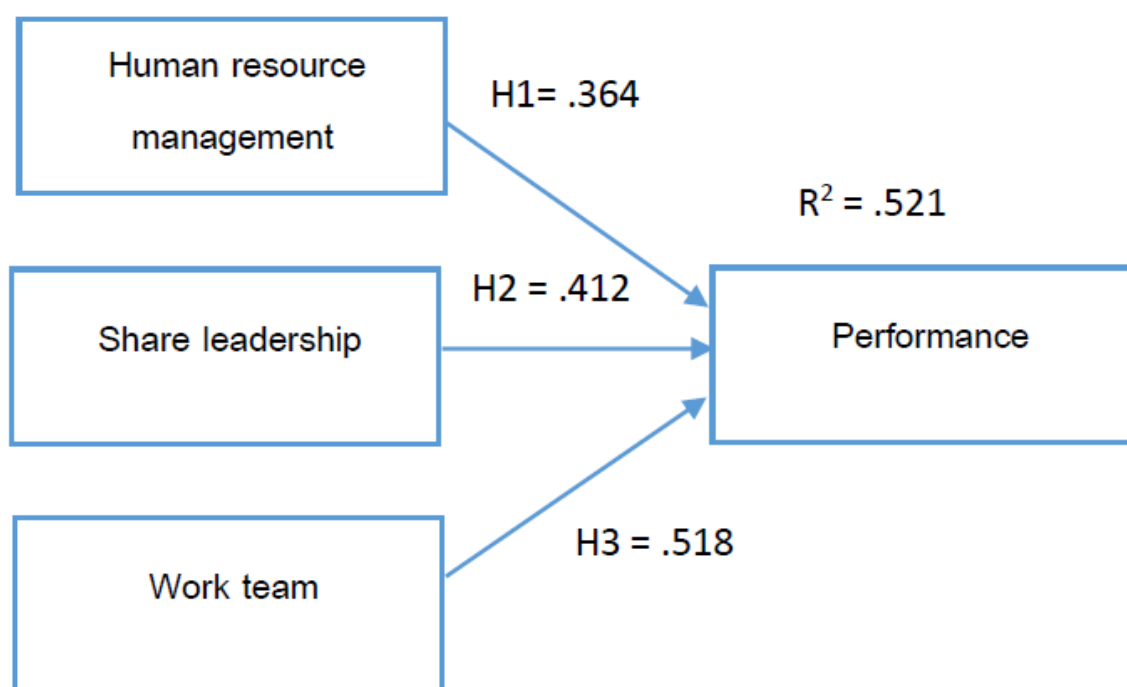 Human resource
management
H1= .364
R² = .521
Share leadership
H2 = .412
Performance
Work team
H3 = .518